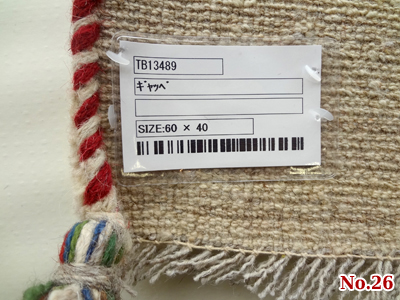 TB13489
ｷﾞｬｯﾍﾞ
SIZE:60 × 40
No.26